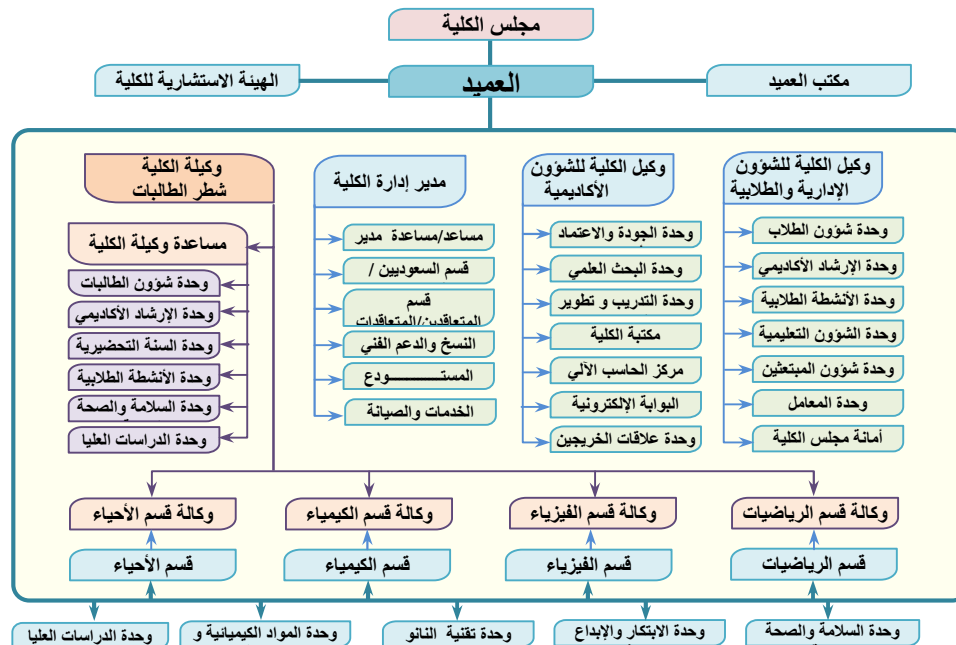 مجلس الكلية
مكتب العميد
العميد
الهيئة الاستشارية للكلية
وكيل الكلية للشؤون
الإدارية والطلابية
وحدة شؤون الطلاب
وحدة الإرشاد الأكاديمي
وحدة الأنشطة الطلابية
وحدة الشؤون التعليمية
وحدة شؤون المبتعثين
وحدة المعامل
أمانة مجلس الكلية
وكيل الكلية للشؤون
الأكاديمية
وحدة الجودة والاعتماد
وحدة البحث العلمي
وحدة التدريب و تطوير
مكتبة الكلية
مركز الحاسب الآلي
البوابة الإلكترونية
وحدة علاقات الخريجين
مدير إدارة الكلية
مساعد/مساعدة مدير
قسم السعوديين /
قسم
المتعاقدين/المتعاقدات
النسخ والدعم الفني
المستـــــــــــودع
الخدمات والصيانة
وكيلة الكلية
شطر الطالبات
مساعدة وكيلة الكلية
وحدة شؤون الطالبات
وحدة الإرشاد الأكاديمي
وحدة السنة التحضيرية
وحدة الأنشطة الطلابية
وحدة السلامة والصحة
وحدة الدراسات العليا
وكالة قسم الرياضيات
وكالة قسم الفيزياء
وكالة قسم الكيمياء
وكالة قسم الأحياء
قسم الرياضيات
قسم الفيزياء
قسم الكيمياء
قسم الأحياء
وحدة السلامة والصحة
وحدة الابتكار والإبداع
وحدة تقنية النانو
وحدة المواد الكيميائية و
وحدة الدراسات العليا